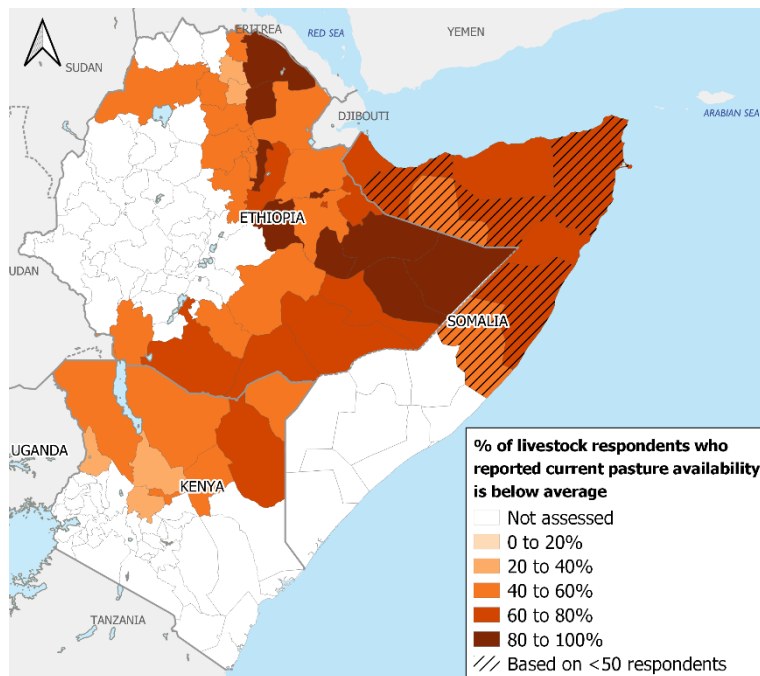 ERITREA
RED SEA
YEMEN
SUDAN
ARABIAN SEA
DJIBOUTI
ETHIOPIA
UDAN
SOMALIA
UGANDA
KENYA
TANZANIA
% of livestock respondents who
reported current pasture availability
is below average
Not assessed
0 to 20%
20 to 40%
40 to 60%
60 to 80%
80 to 100%
Based on <50 respondents